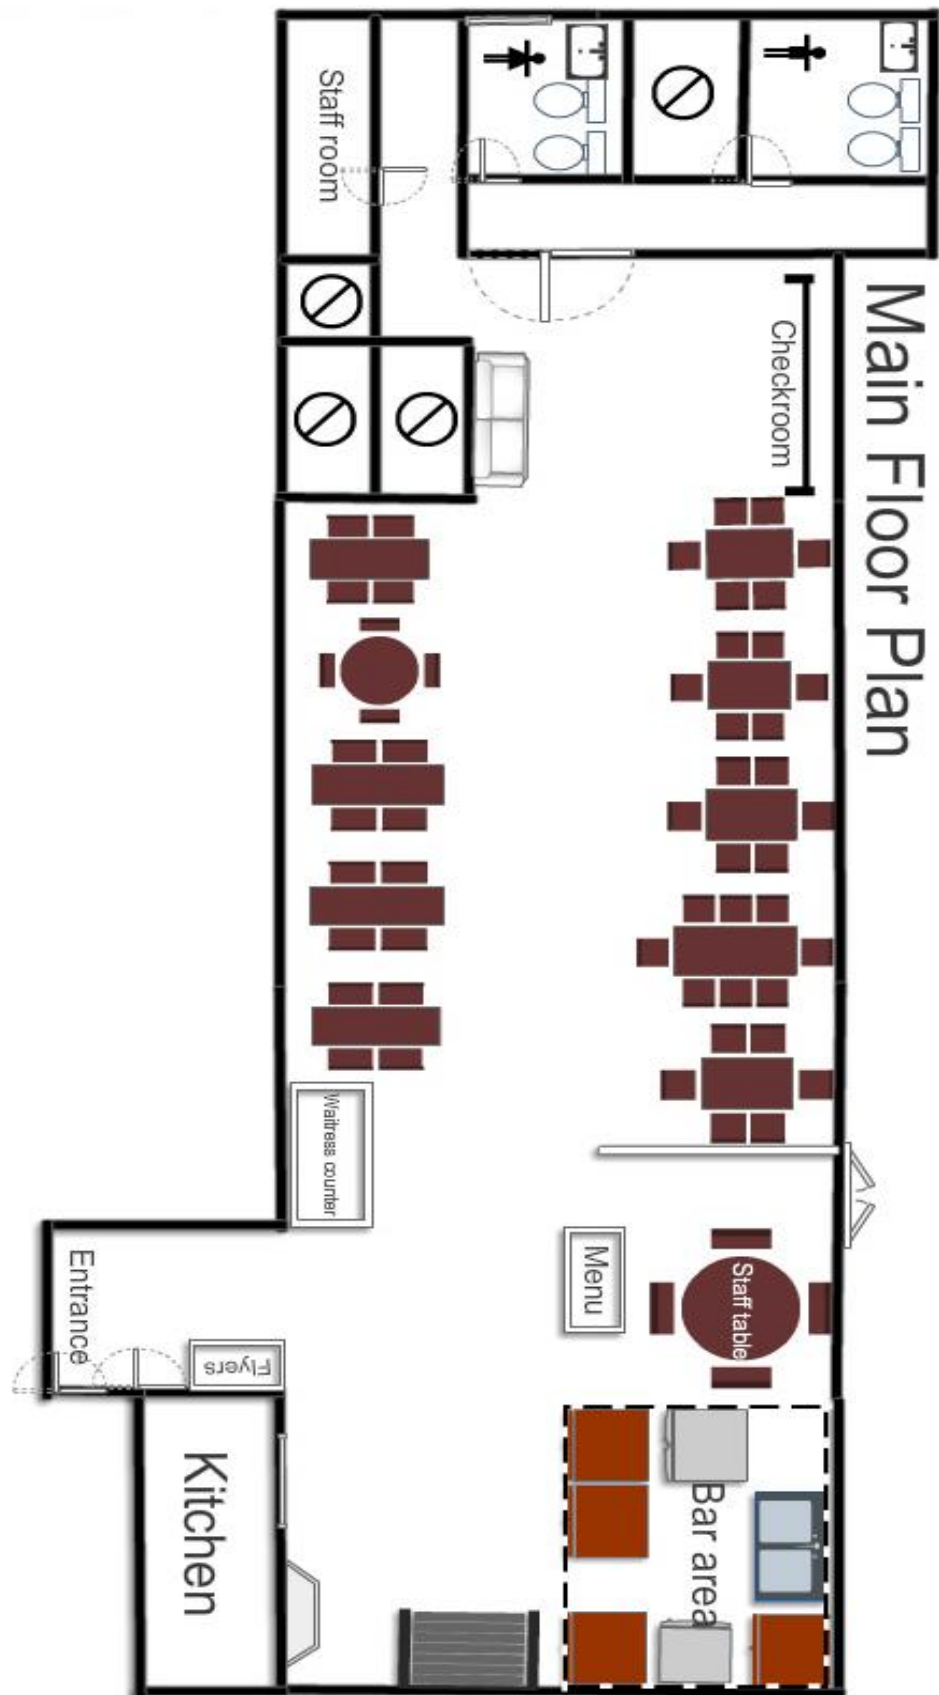 Main Floor Plan
Staff room
Checkroom
Waitress counter
Entrance
Flyers
Menu
Staff table
Kitchen
Bar area